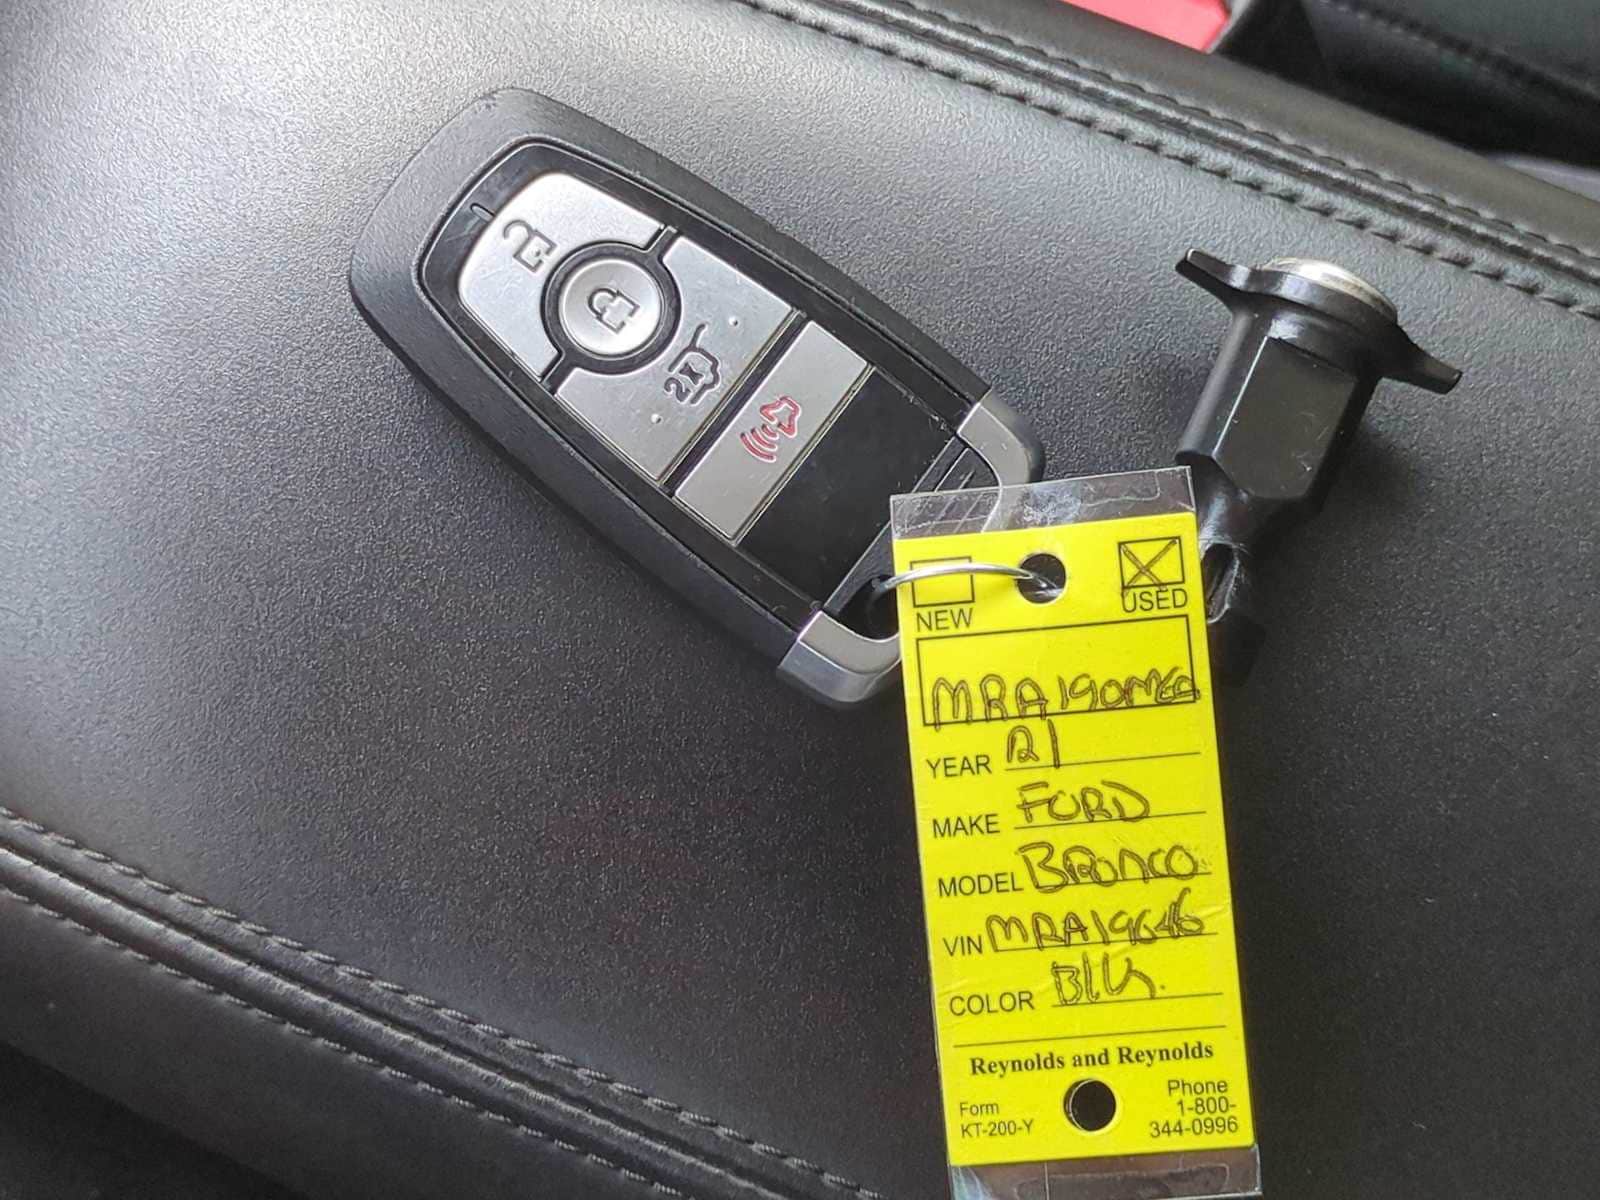 2X
NEW
USED
YEAR 21
MAKE FORD
MODEL BRONCO
VIN MRA19646
COLOR Blk.
Reynolds and Reynolds
Form
KT-200-Y
Phone
1-800-
344-0996